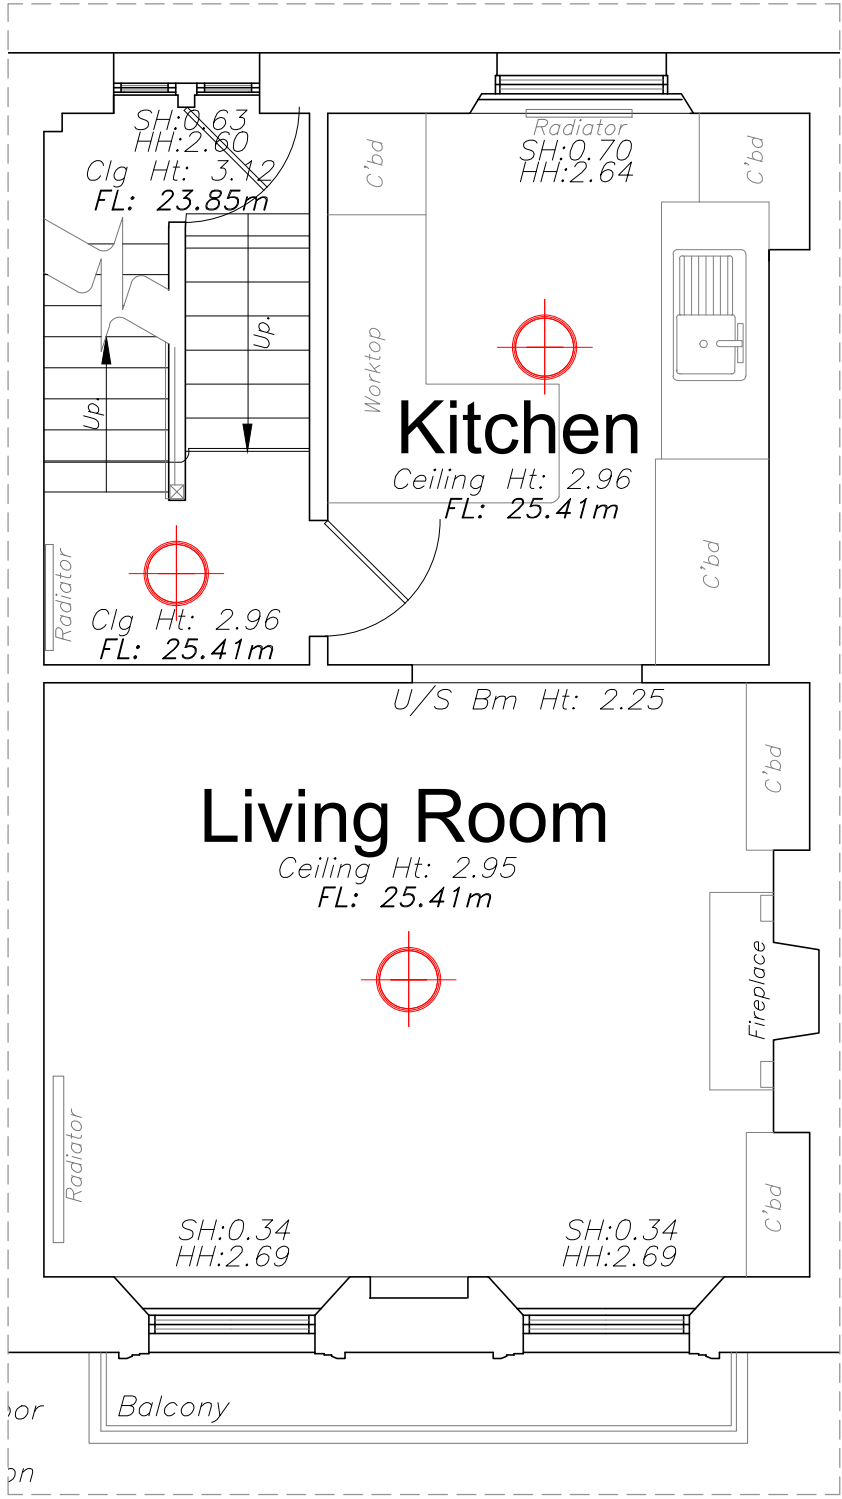 SH:0.63
HH:2.60
Clg Ht: 3.12
FL: 23.85m
C'bd
Radiator
SH:0.70
HH:2.64
C'bd
Up.
Up.
Worktop
Kitchen
Ceiling Ht: 2.96
FL: 25.41m
C'bd
Radiator
Clg Ht: 2.96
FL: 25.41m
U/S Bm Ht: 2.25
C'bd
Living Room
Ceiling Ht: 2.95
FL: 25.41m
Fireplace
Radiator
C'bd
SH:0.34
HH:2.69
SH:0.34
HH:2.69
Balcony